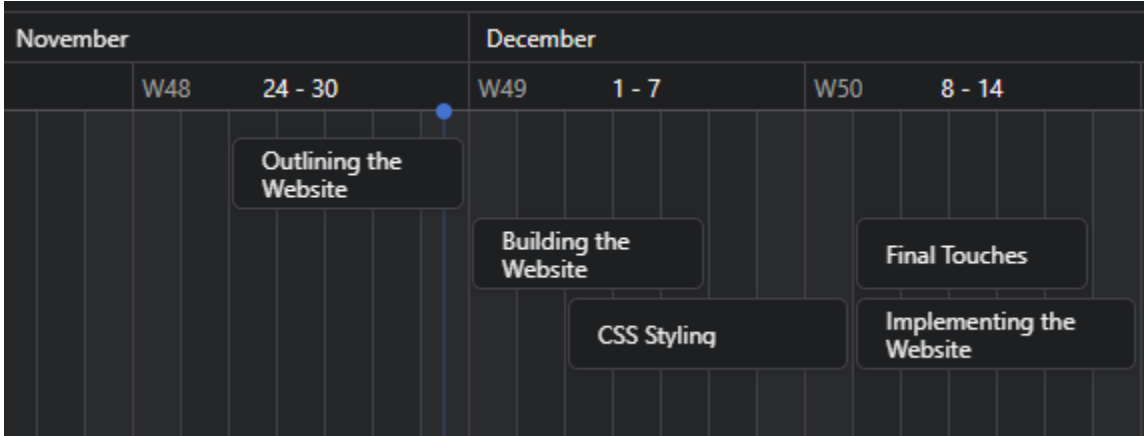 November
December
W48 24 - 30
W49 1 - 7
W50 8 - 14
Outlining the
Website
Building the
Website
Final Touches
CSS Styling
Implementing the
Website